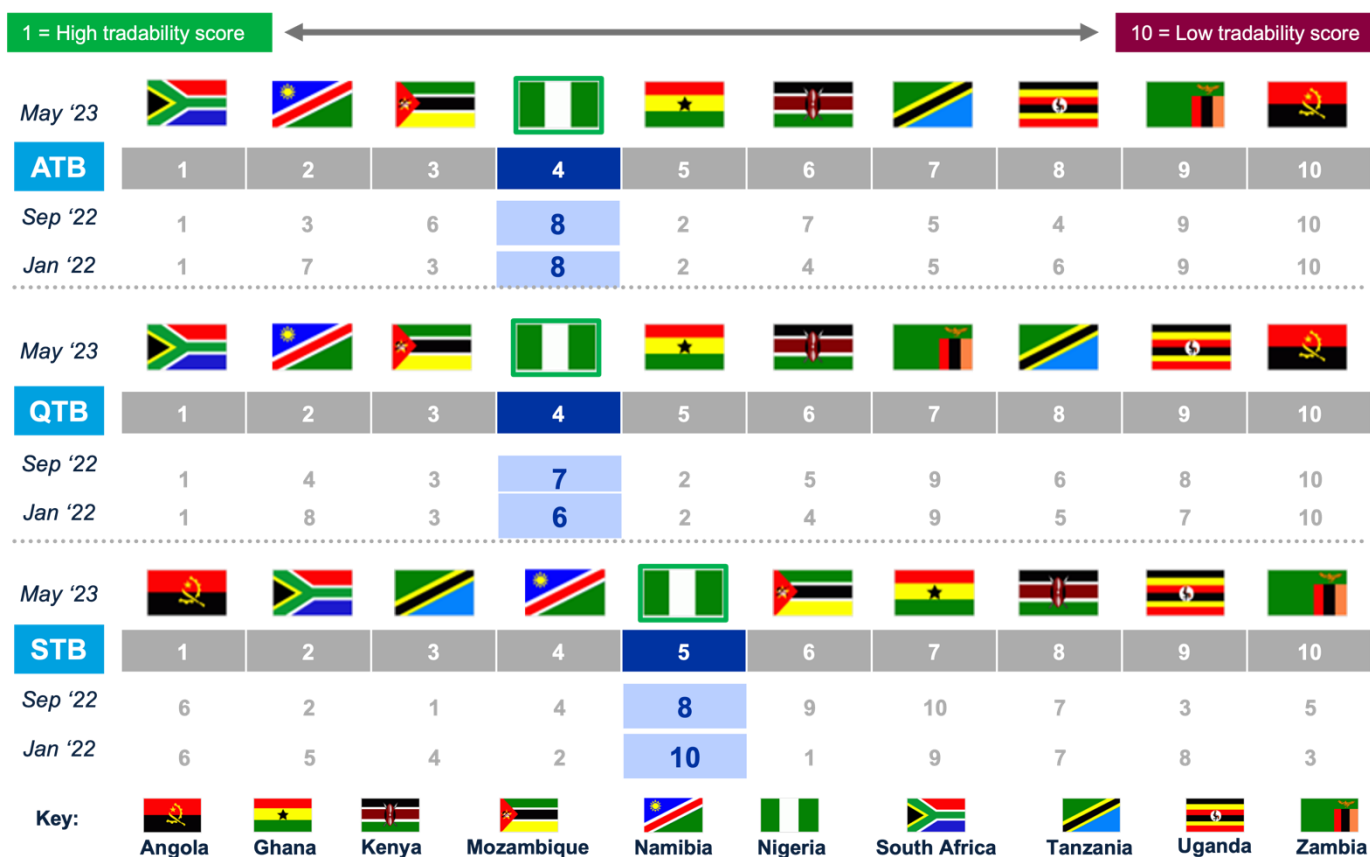 1 = High tradability score 10 = Low tradability score
May ‘23
ATB 1 2 3 4 5 6 7 8 9 10
Sep ‘22 1 3 6 8 2 7 5 4 9 10
Jan ‘22 1 7 3 8 2 4 5 6 9 10
May ‘23
QTB 1 2 3 4 5 6 7 8 9 10
Sep ‘22 1 4 3 7 2 5 9 6 8 10
Jan ‘22 1 8 3 6 2 4 9 5 7 10
May ‘23
STB 1 2 3 4 5 6 7 8 9 10
Sep ‘22 6 2 1 4 8 9 10 7 3 5
Jan ‘22 6 5 4 2 10 1 9 7 8 3
Key:
Angola Ghana Kenya Mozambique Namibia Nigeria South Africa Tanzania Uganda Zambia